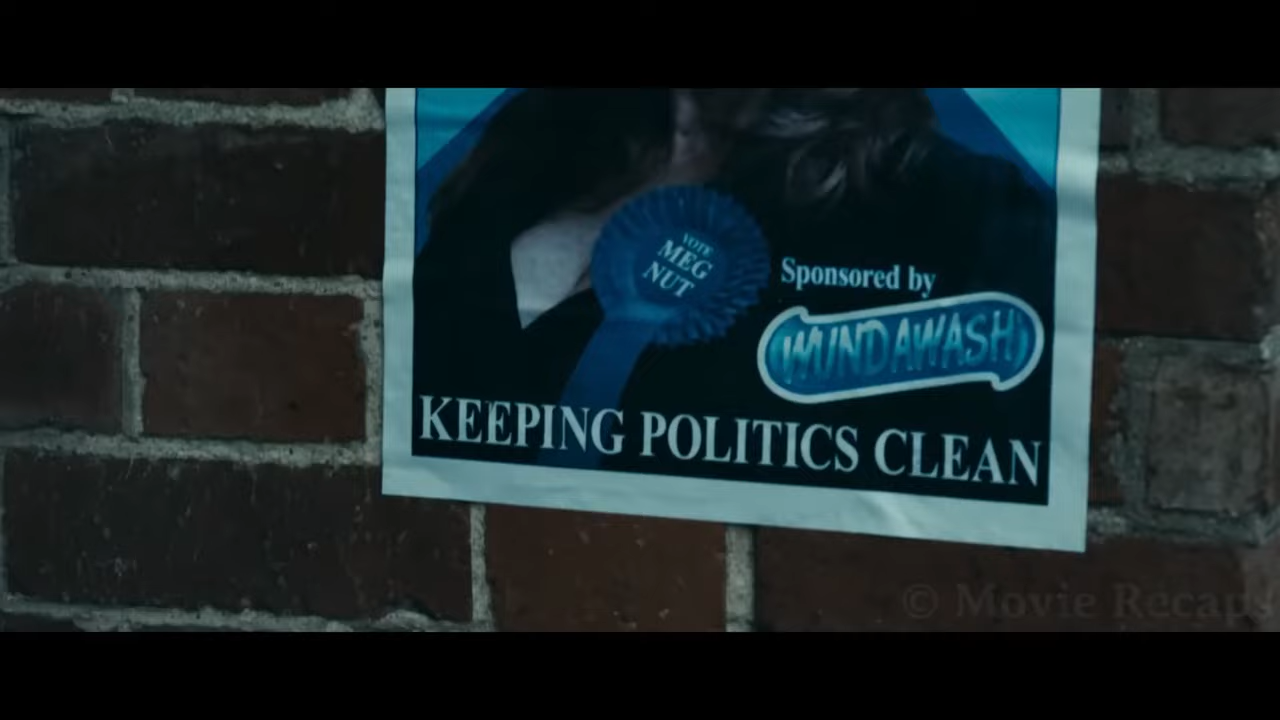 VOTE
MEG
NUT
Sponsored by
WUNDAWASH
KEEPING POLITICS CLEAN
© Movie Recaps